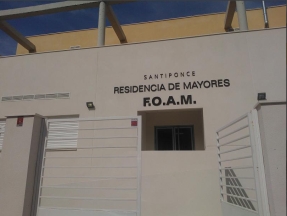 SANTIPONCE
RESIDENCIA DE MAYORES
F.O.A.M.